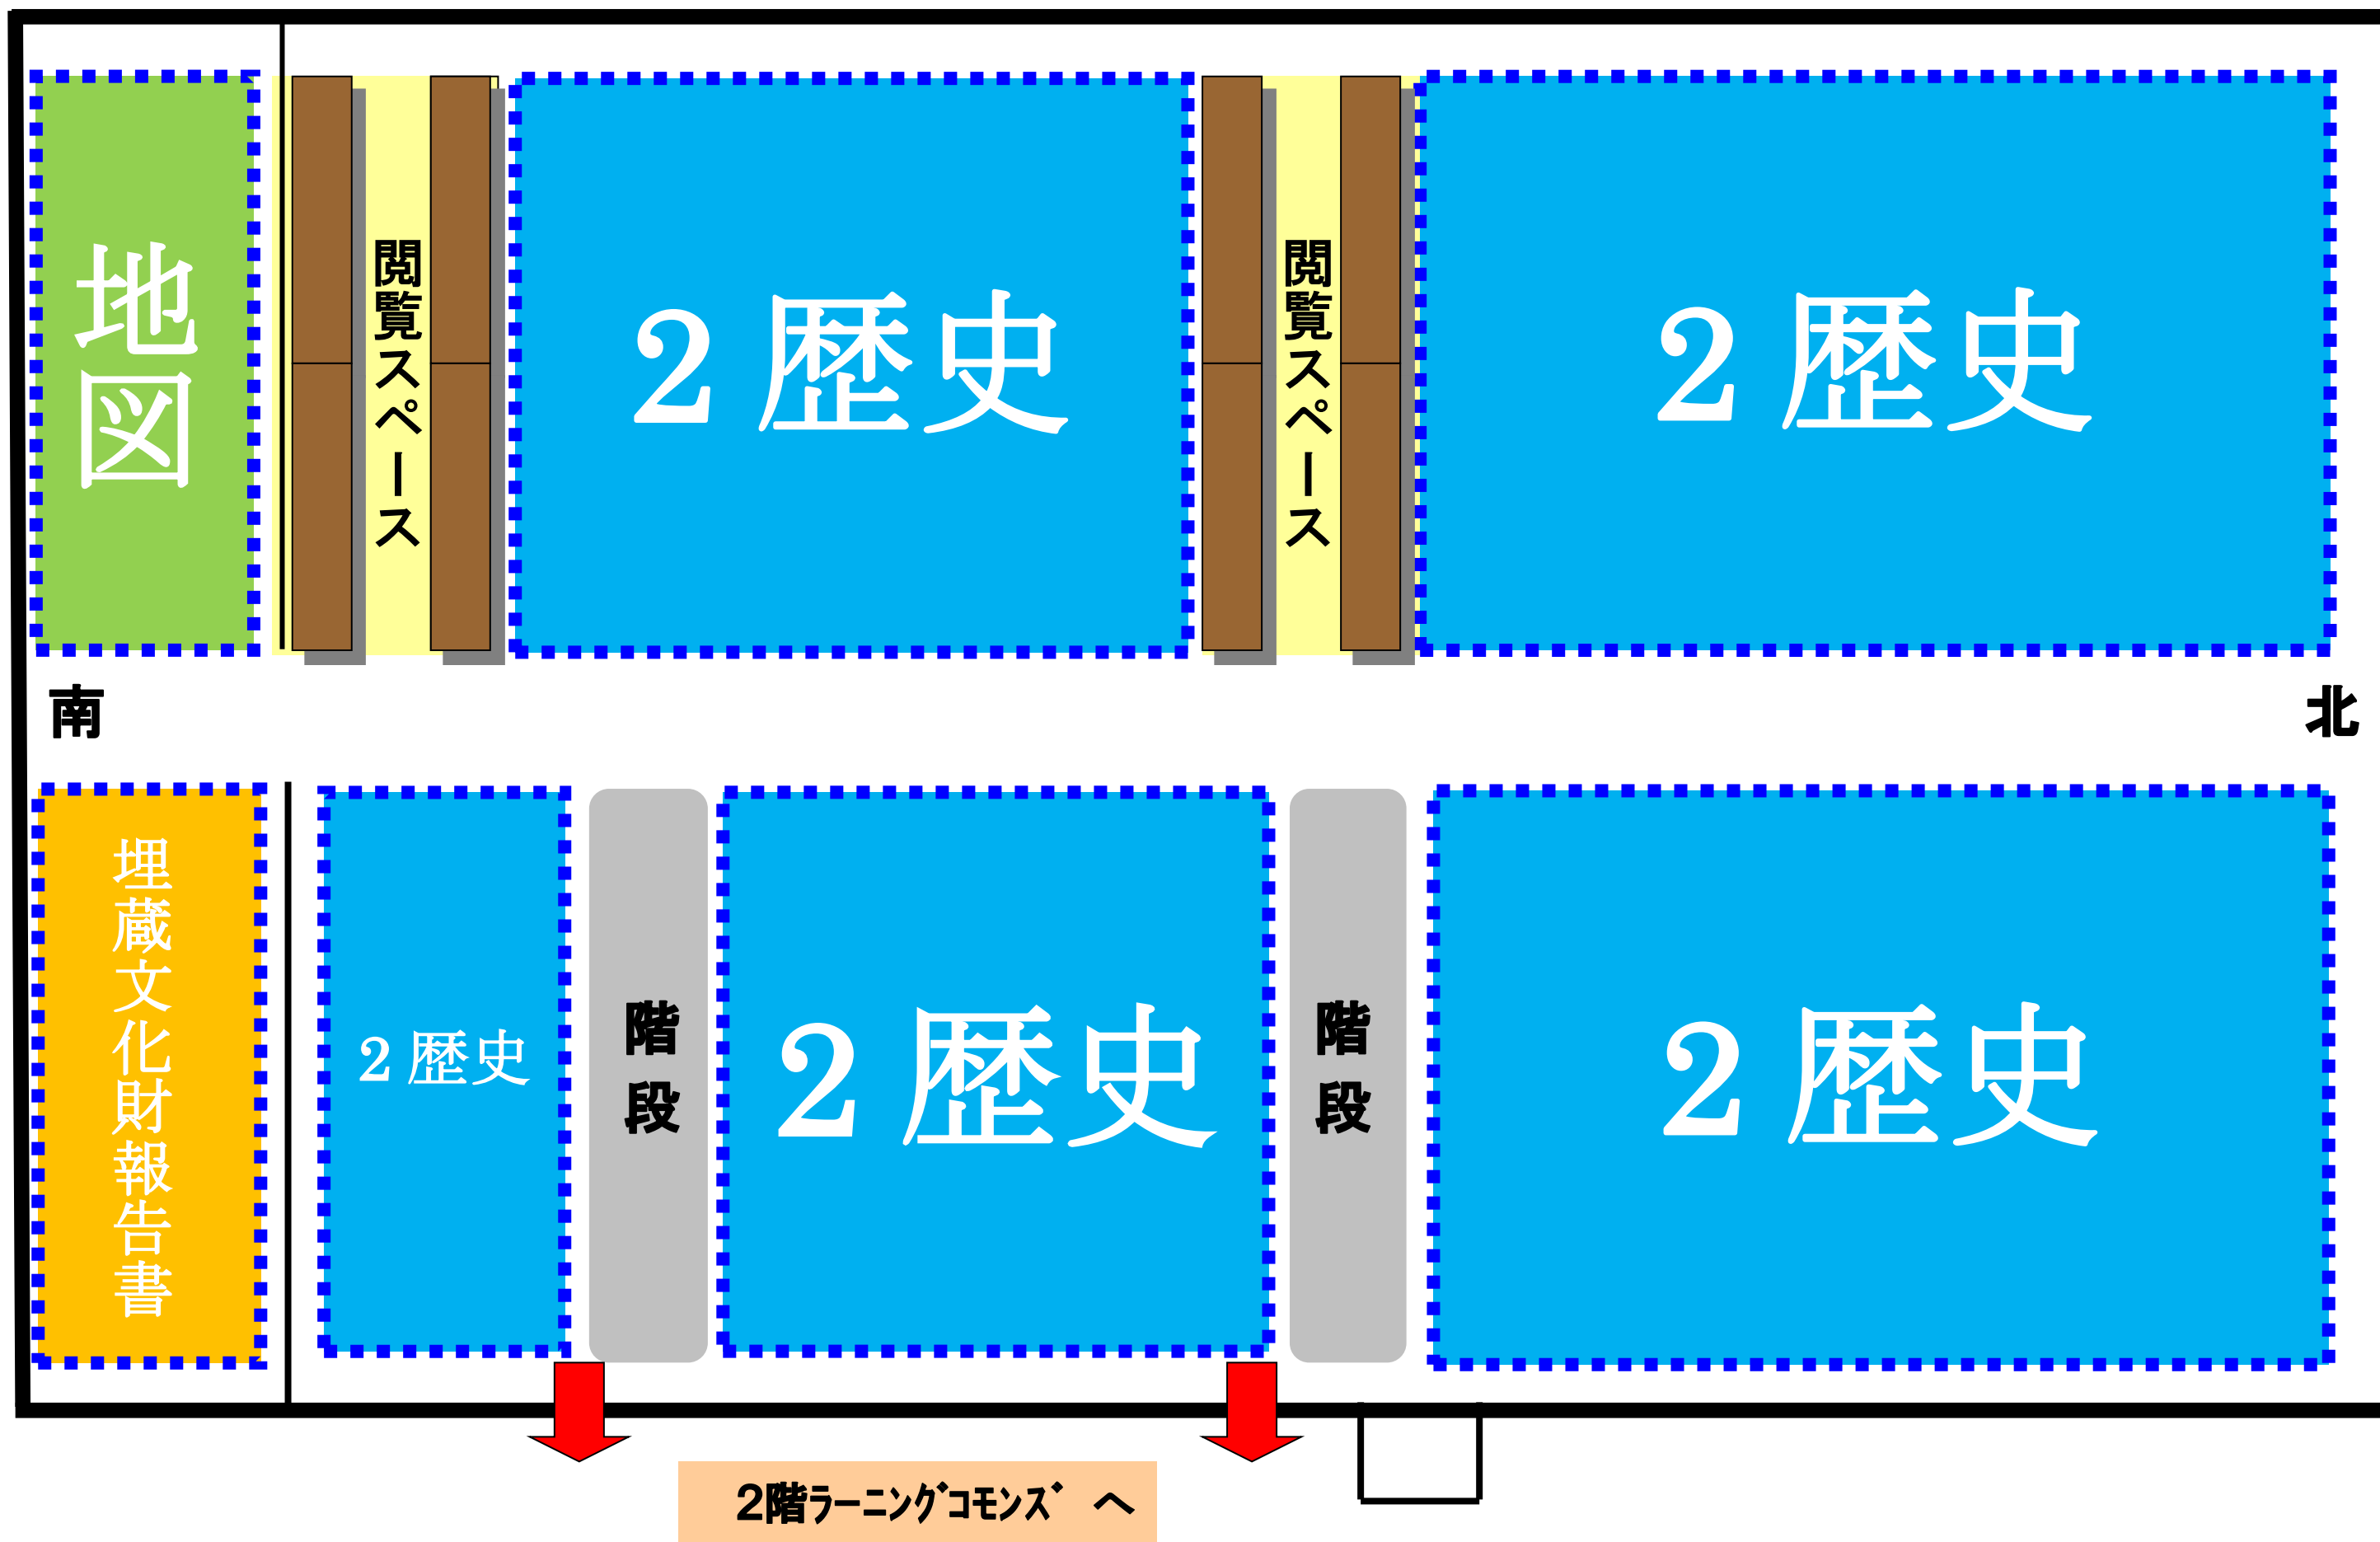 地図
閲覧スペース
2 歴史
閲覧スペース
2 歴史
南
北
埋蔵文化財報告書
2 歴史
階段
2 歴史
階段
2 歴史
2階ﾗｰﾆﾝｸﾞｺﾓﾝｽﾞ へ